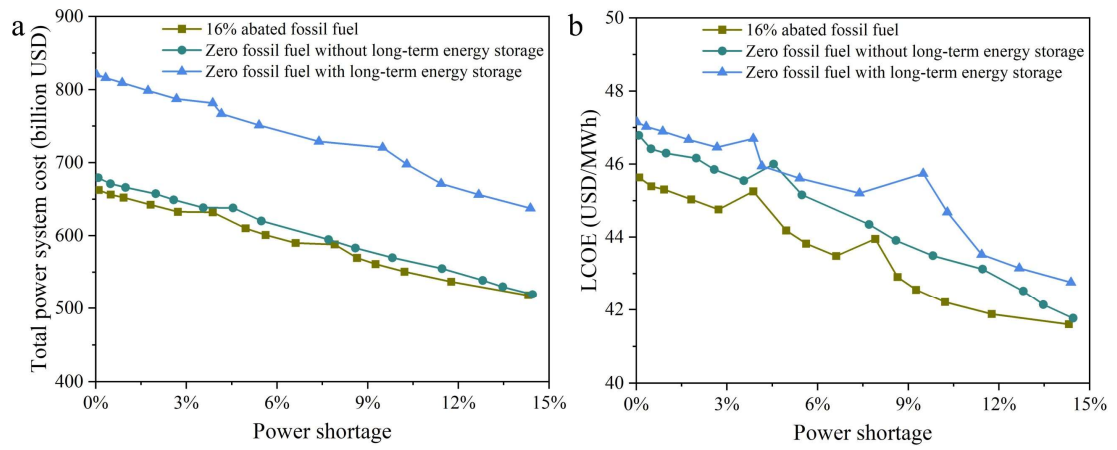 a
Total power system cost (billion USD)
900
800
700
600
500
400
16% abated fossil fuel
Zero fossil fuel without long-term energy storage
Zero fossil fuel with long-term energy storage
0% 3% 6% 9% 12% 15%
Power shortage
b
LCOE (USD/MWh)
50
48
46
44
42
40
16% abated fossil fuel
Zero fossil fuel without long-term energy storage
Zero fossil fuel with long-term energy storage
0% 3% 6% 9% 12% 15%
Power shortage